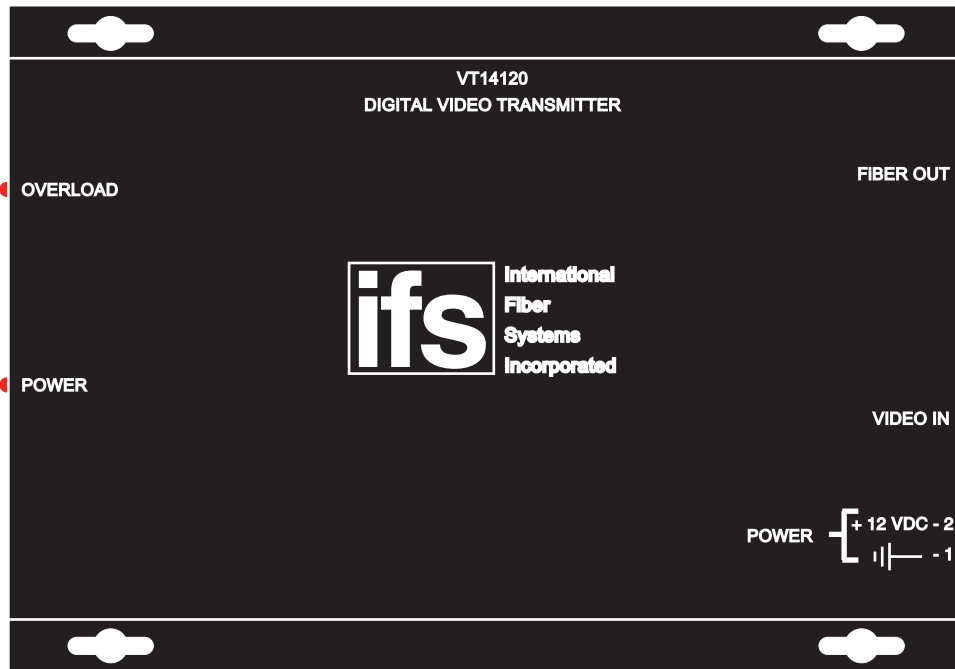 VT14120
DIGITAL VIDEO TRANSMITTER
FIBER OUT
OVERLOAD
ifs
International
Fiber
Systems
Incorporated
POWER
VIDEO IN
POWER
+ 12 VDC - 2
- 1